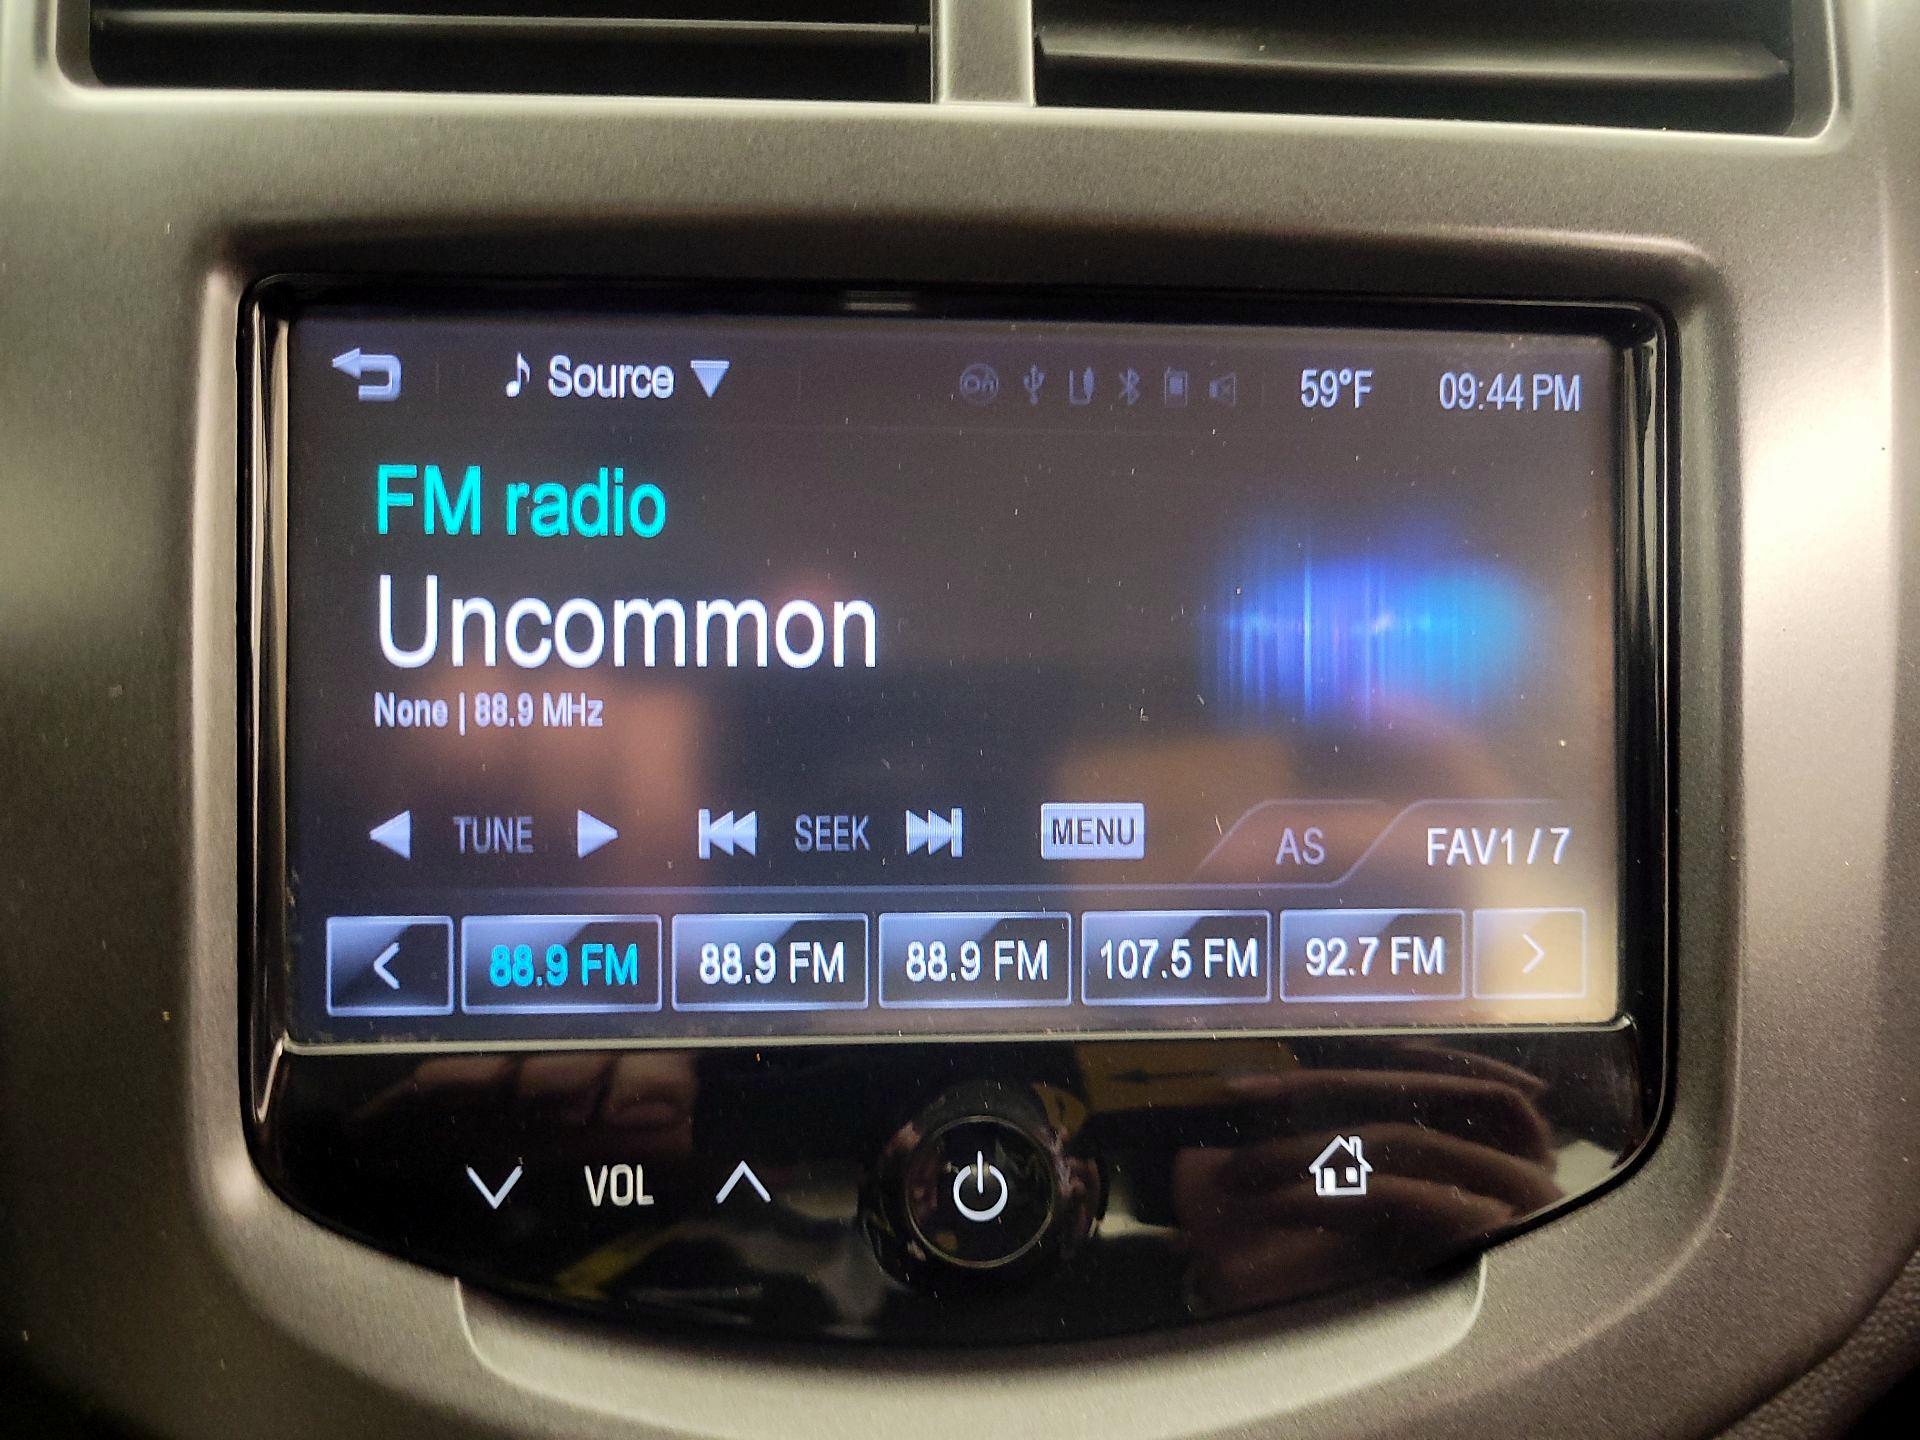 Source 59°F 09:44 PM
FM radio
Uncommon
None | 88.9 MHz
TUNE SEEK MENU AS FAV1 / 7
88.9 FM 88.9 FM 88.9 FM 107.5 FM 92.7 FM
VOL